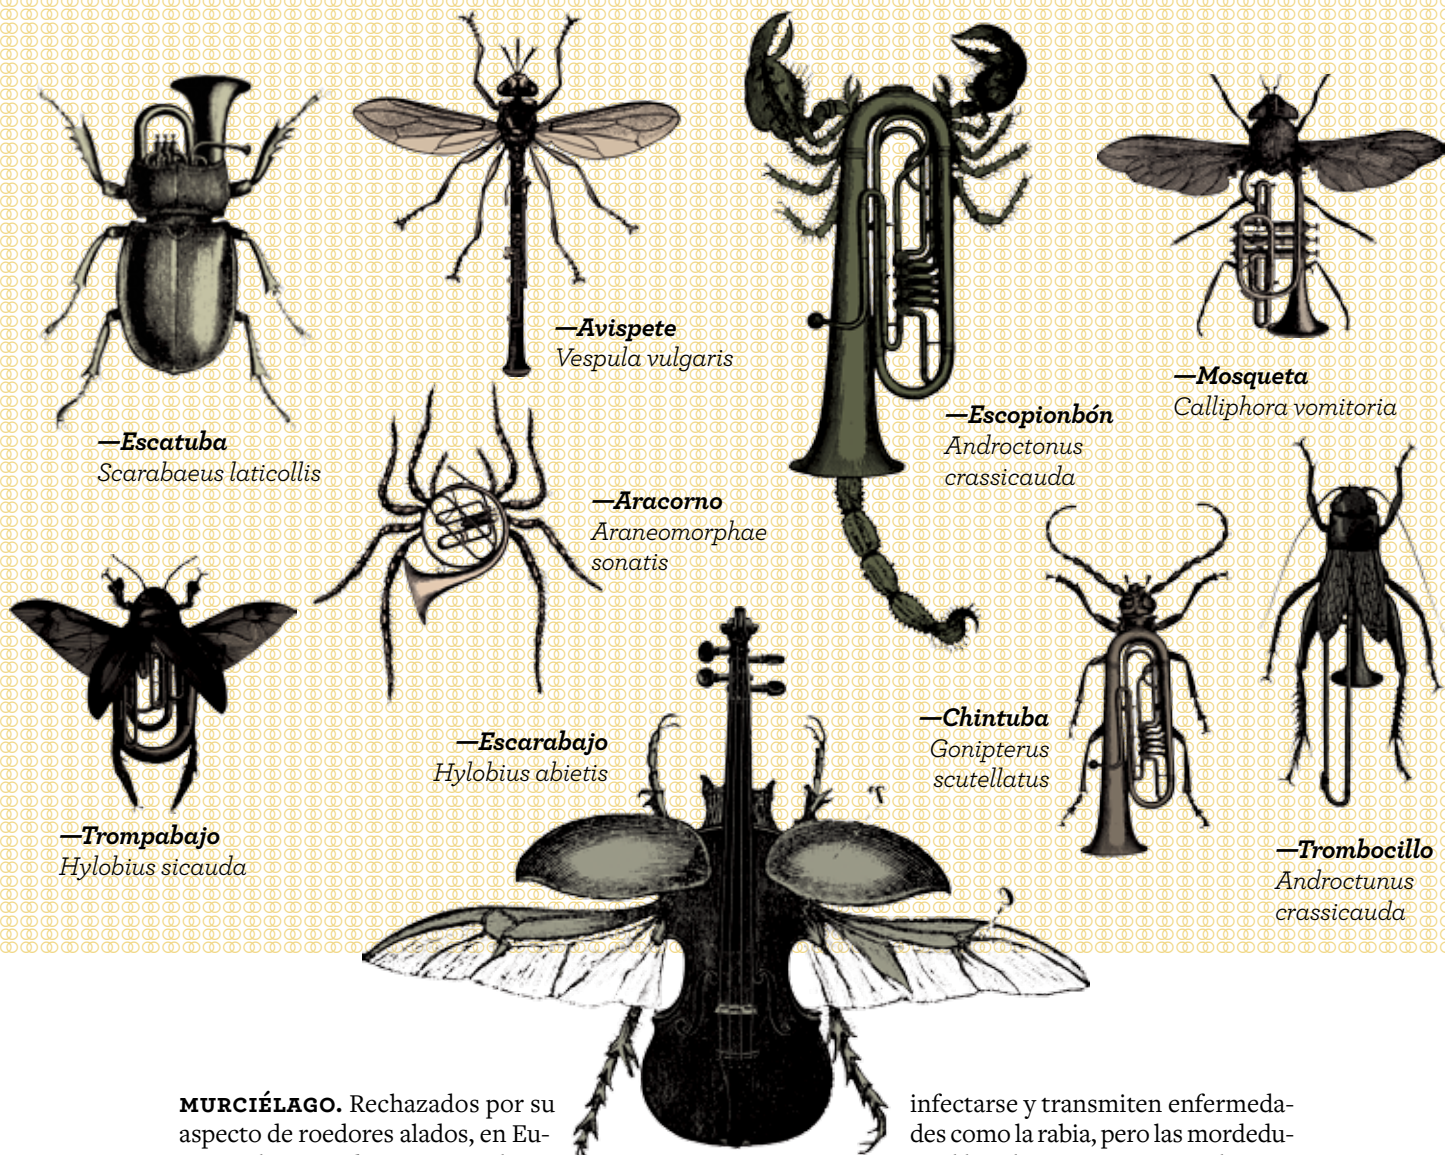 —Avispete
Vespula vulgaris
—Mosqueta
Calliphora vomitoria
—Escopionbón
Androctonus
crassicauda
—Escatuba
Scarabaeus laticollis
—Aracorno
Araneomorphae
sonatis
—Chintuba
Gonipterus
scutellatus
—Escarabajo
Hylobius abietis
—Trompabajo
Hylobius sicauda
—Trombocillo
Androctunus
crassicauda
MURCIÉLAGO. Rechazados por su
aspecto de roedores alados, en Eu-
infectarse y transmiten enfermeda-
des como la rabia, pero las mordedu-